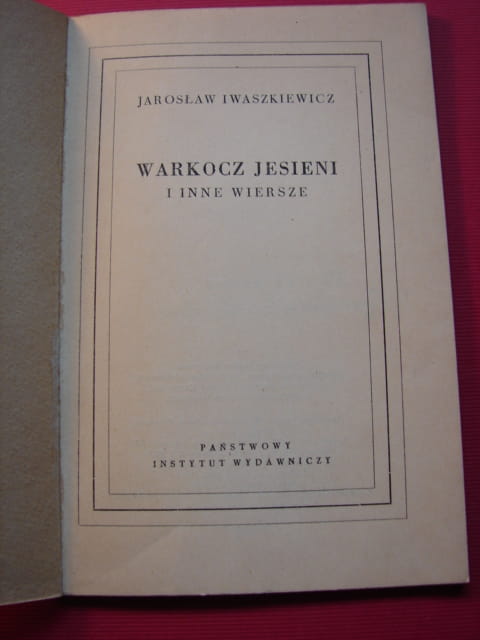 JAROSŁAW IWASZKIEWICZ
WARKOCZ JESIENI
I INNE WIERSZE
PAŃSTWOWY
INSTYTUT WYDAWNICZY